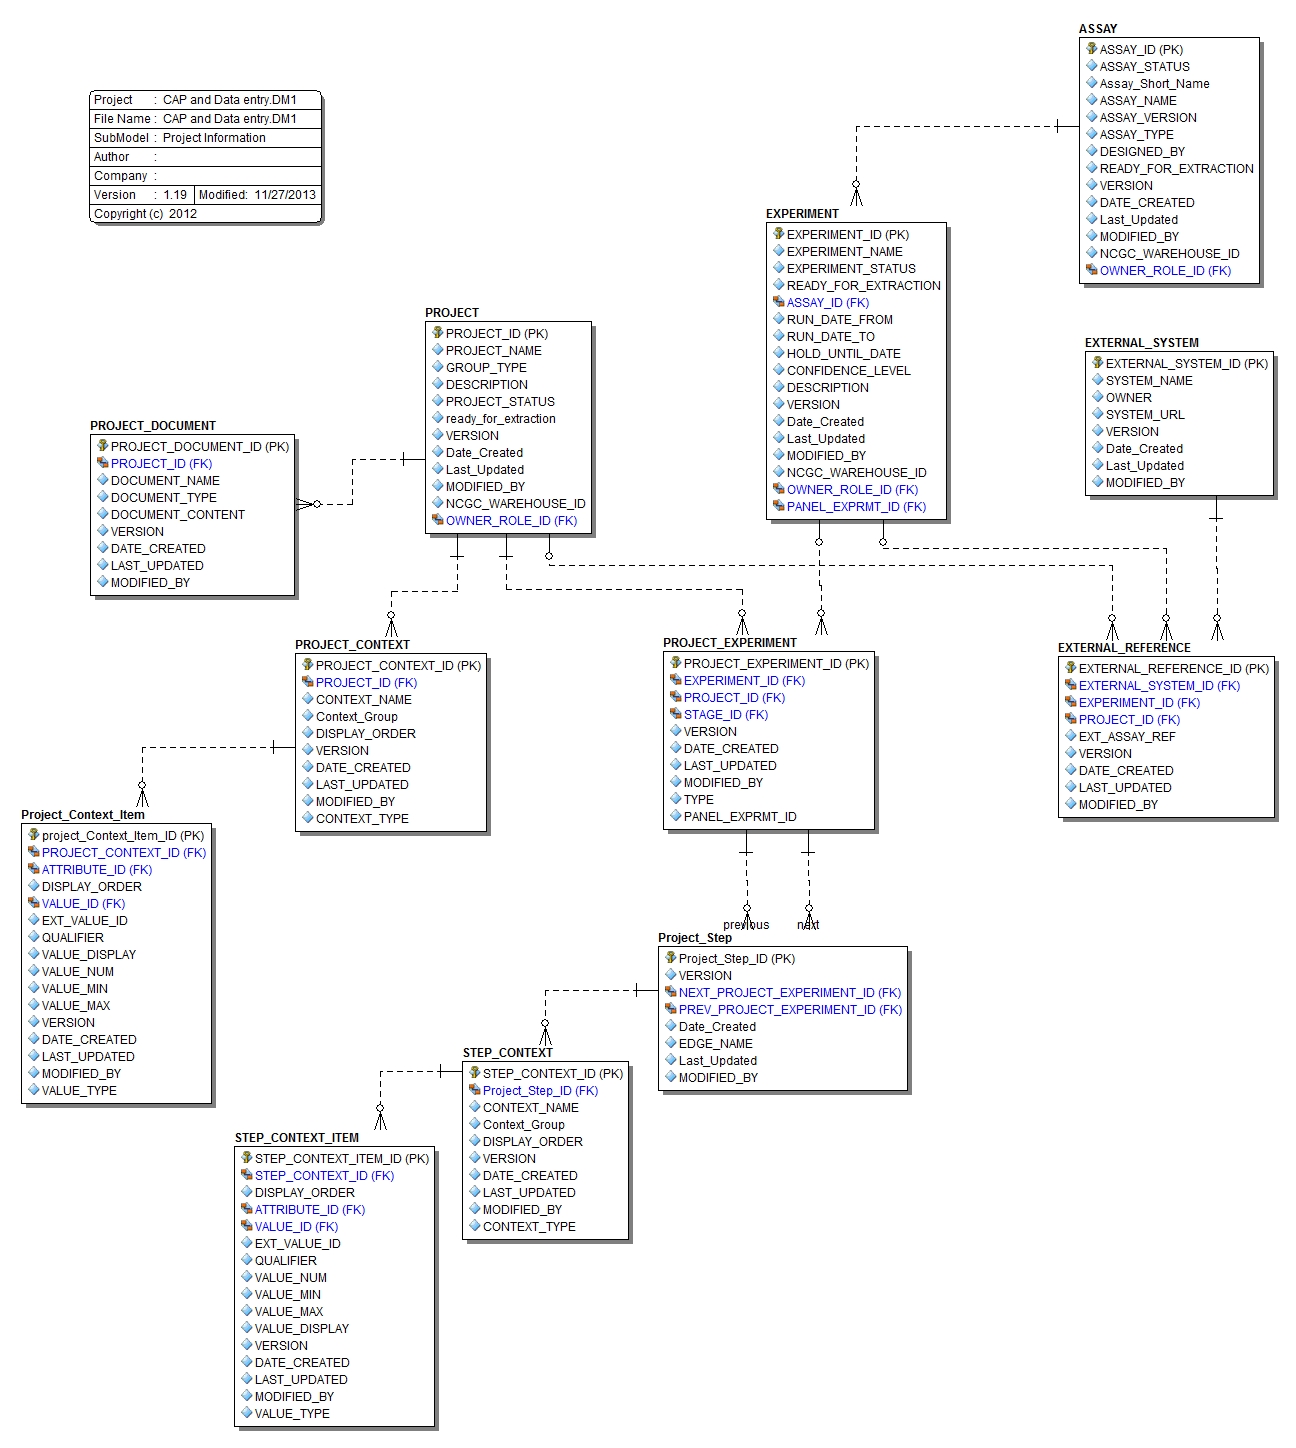 Project : CAP and Data entry.DM1
File Name : CAP and Data entry.DM1
SubModel : Project Information
Author :
Company :
Version : 1.19 Modified: 11/27/2013
Copyright (c) 2012
ASSAY
ASSAY_ID (PK)
ASSAY_STATUS
Assay_Short_Name
ASSAY_NAME
ASSAY_VERSION
ASSAY_TYPE
DESIGNED_BY
READY_FOR_EXTRACTION
VERSION
DATE_CREATED
Last_Updated
MODIFIED_BY
NCGC_WAREHOUSE_ID
OWNER_ROLE_ID (FK)
EXPERIMENT
EXPERIMENT_ID (PK)
EXPERIMENT_NAME
EXPERIMENT_STATUS
READY_FOR_EXTRACTION
ASSAY_ID (FK)
RUN_DATE_FROM
RUN_DATE_TO
HOLD_UNTIL_DATE
CONFIDENCE_LEVEL
DESCRIPTION
VERSION
Date_Created
Last_Updated
MODIFIED_BY
NCGC_WAREHOUSE_ID
OWNER_ROLE_ID (FK)
PANEL_EXPRMT_ID (FK)
PROJECT
PROJECT_ID (PK)
PROJECT_NAME
GROUP_TYPE
DESCRIPTION
PROJECT_STATUS
ready_for_extraction
VERSION
Date_Created
Last_Updated
MODIFIED_BY
NCGC_WAREHOUSE_ID
OWNER_ROLE_ID (FK)
EXTERNAL_SYSTEM
EXTERNAL_SYSTEM_ID (PK)
SYSTEM_NAME
OWNER
SYSTEM_URL
VERSION
Date_Created
Last_Updated
MODIFIED_BY
PROJECT_DOCUMENT
PROJECT_DOCUMENT_ID (PK)
PROJECT_ID (FK)
DOCUMENT_NAME
DOCUMENT_TYPE
DOCUMENT_CONTENT
VERSION
DATE_CREATED
LAST_UPDATED
MODIFIED_BY
PROJECT_CONTEXT
PROJECT_CONTEXT_ID (PK)
PROJECT_ID (FK)
CONTEXT_NAME
Context_Group
DISPLAY_ORDER
VERSION
DATE_CREATED
LAST_UPDATED
MODIFIED_BY
CONTEXT_TYPE
PROJECT_EXPERIMENT
PROJECT_EXPERIMENT_ID (PK)
EXPERIMENT_ID (FK)
PROJECT_ID (FK)
STAGE_ID (FK)
VERSION
DATE_CREATED
LAST_UPDATED
MODIFIED_BY
TYPE
PANEL_EXPRMT_ID
EXTERNAL_REFERENCE
EXTERNAL_REFERENCE_ID (PK)
EXTERNAL_SYSTEM_ID (FK)
EXPERIMENT_ID (FK)
PROJECT_ID (FK)
EXT_ASSAY_REF
VERSION
DATE_CREATED
LAST_UPDATED
MODIFIED_BY
Project_Context_Item
project_Context_Item_ID (PK)
PROJECT_CONTEXT_ID (FK)
ATTRIBUTE_ID (FK)
DISPLAY_ORDER
VALUE_ID (FK)
EXT_VALUE_ID
QUALIFIER
VALUE_DISPLAY
VALUE_NUM
VALUE_MIN
VALUE_MAX
VERSION
DATE_CREATED
LAST_UPDATED
MODIFIED_BY
VALUE_TYPE
previous next
Project_Step
Project_Step_ID (PK)
VERSION
NEXT_PROJECT_EXPERIMENT_ID (FK)
PREV_PROJECT_EXPERIMENT_ID (FK)
Date_Created
EDGE_NAME
Last_Updated
MODIFIED_BY
STEP_CONTEXT
STEP_CONTEXT_ID (PK)
Project_Step_ID (FK)
CONTEXT_NAME
Context_Group
DISPLAY_ORDER
VERSION
DATE_CREATED
LAST_UPDATED
MODIFIED_BY
CONTEXT_TYPE
STEP_CONTEXT_ITEM
STEP_CONTEXT_ITEM_ID (PK)
STEP_CONTEXT_ID (FK)
DISPLAY_ORDER
ATTRIBUTE_ID (FK)
VALUE_ID (FK)
EXT_VALUE_ID
QUALIFIER
VALUE_NUM
VALUE_MIN
VALUE_MAX
VALUE_DISPLAY
VERSION
DATE_CREATED
LAST_UPDATED
MODIFIED_BY
VALUE_TYPE